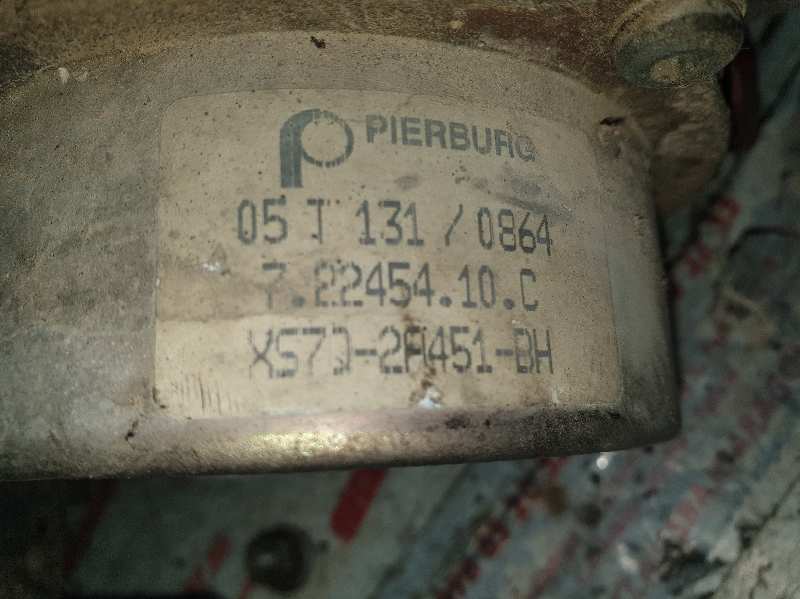 PIERBURG
05 T 131 / 0864
7.22454.10.C
XS7Q-2A451-BH